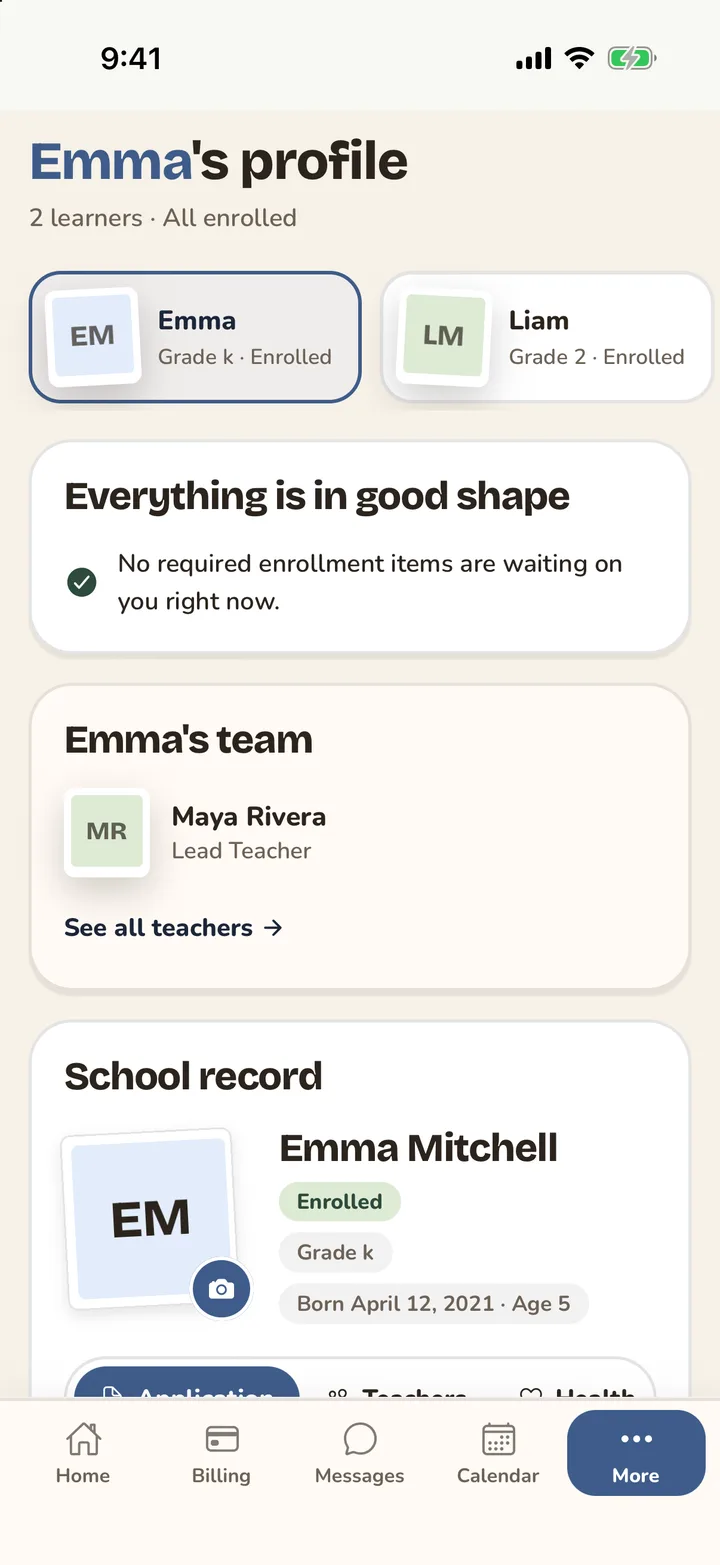 9:41
Emma's profile
2 learners · All enrolled
EM
Emma
Grade k · Enrolled
LM
Liam
Grade 2 · Enrolled
Everything is in good shape
No required enrollment items are waiting on
you right now.
Emma's team
MR
Maya Rivera
Lead Teacher
See all teachers →
School record
EM
Emma Mitchell
Enrolled
Grade k
Born April 12, 2021 · Age 5
Application
Teachers
Health
Home
Billing
Messages
Calendar
More